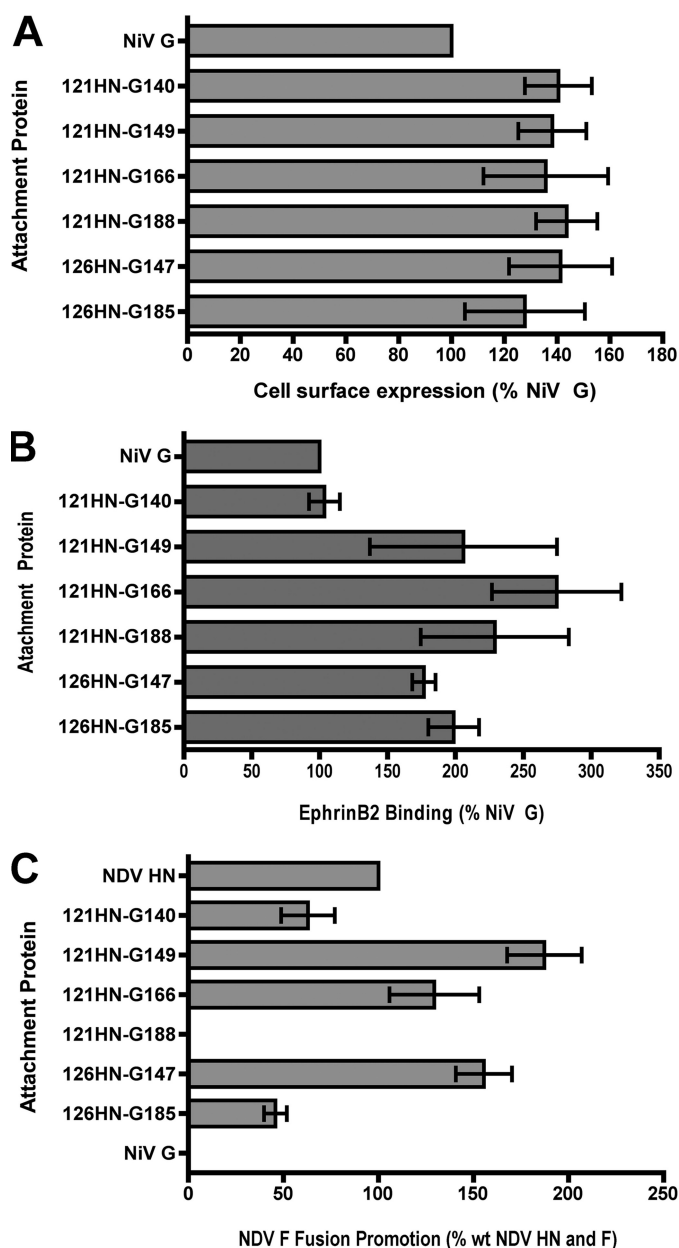 A
Attachment Protein
NiV G
121HN-G140
121HN-G149
121HN-G166
121HN-G188
126HN-G147
126HN-G185
0 20 40 60 80 100 120 140 160 180
Cell surface expression (% NiV G)
B
Atachment Protein
NiV G
121HN-G140
121HN-G149
121HN-G166
121HN-G188
126HN-G147
126HN-G185
0 50 100 150 200 250 300 350
EphrinB2 Binding (% NiV G)
C
Attachment Protein
NDV HN
121HN-G140
121HN-G149
121HN-G166
121HN-G188
126HN-G147
126HN-G185
NiV G
0 50 100 150 200 250
NDV F Fusion Promotion (% wt NDV HN and F)